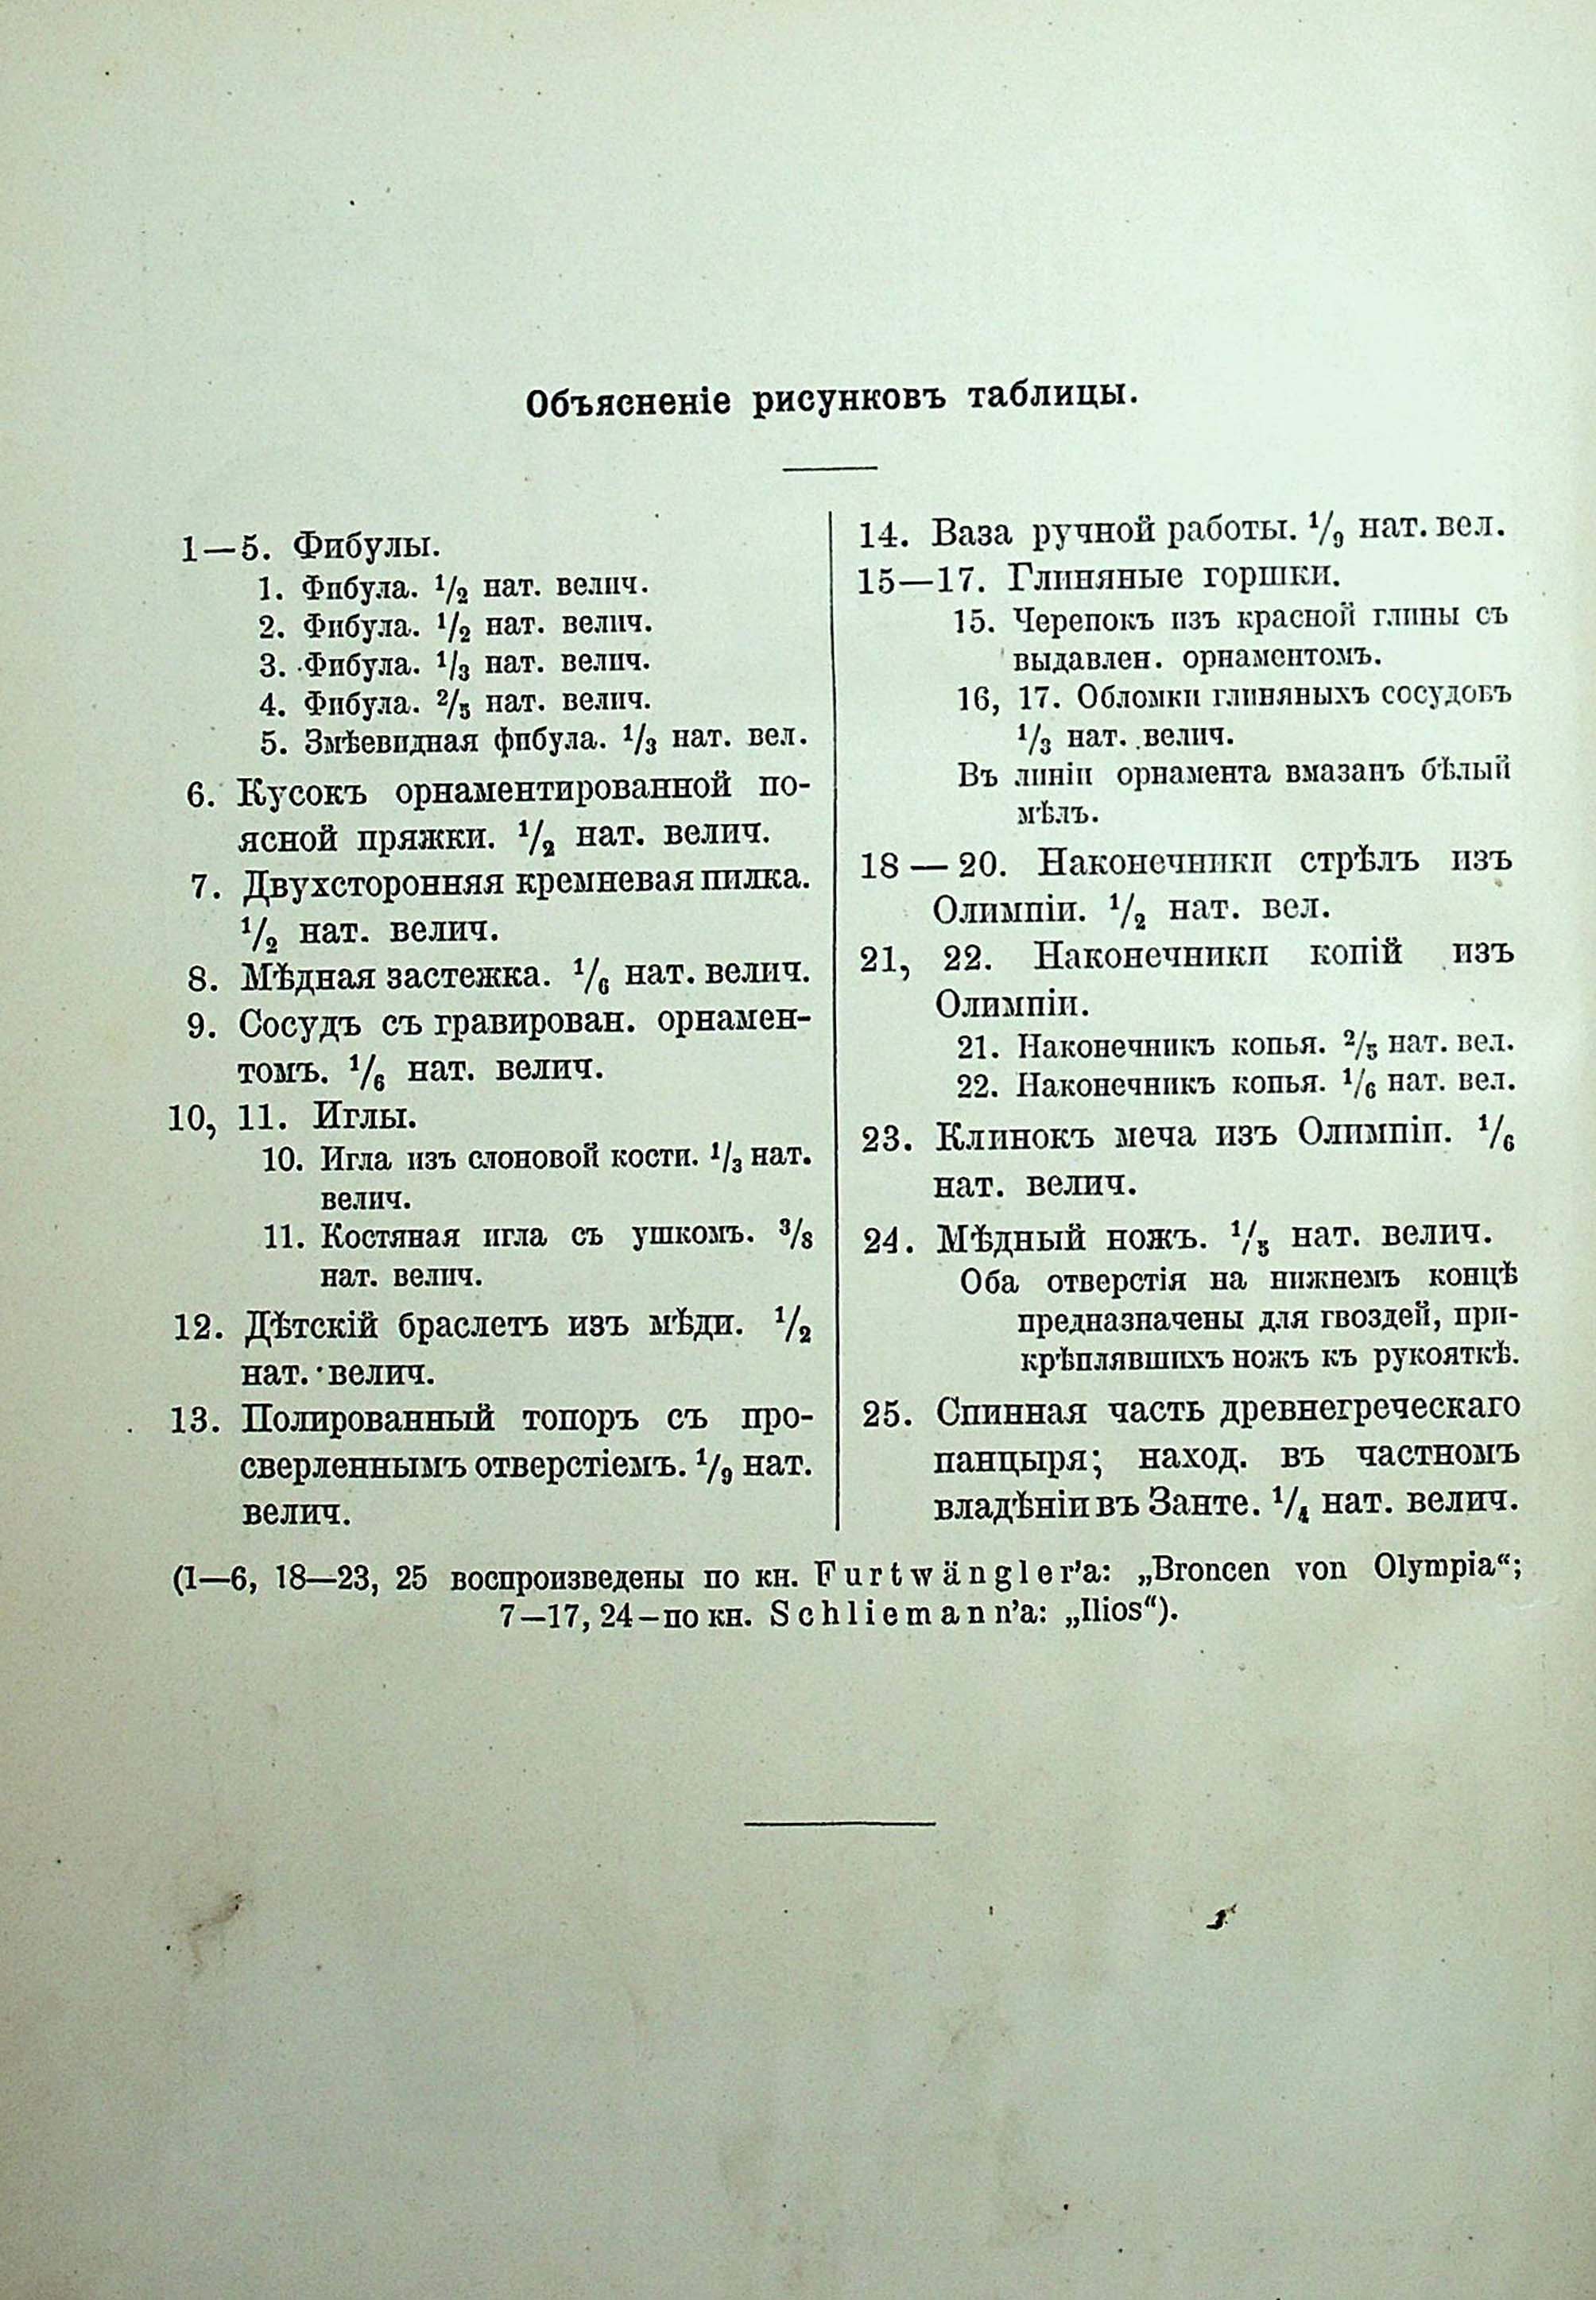 Объясненіе рисунковъ таблицы.
1—5. Фибулы.
1. Фибула. 1/2 нат. велич.
2. Фибула. 1/2 нат. велич.
3. Фибула. 1/3 нат. велич.
4. Фибула. 2/5 нат. велич.
5. Змѣевидная фибула. 1/3 нат. вел.
6. Кусокъ орнаментированной по-
ясной пряжки. 1/2 нат. велич.
7. Двухсторонняя кремневая пилка.
1/2 нат. велич.
8. Мѣдная застежка. 1/6 нат. велич.
9. Сосудъ съ гравирован. орнамен-
томъ. 1/6 нат. велич.
10, 11. Иглы.
10. Игла изъ слоновой кости. 1/3 нат.
велич.
11. Костяная игла съ ушкомъ. 3/8
нат. велич.
12. Дѣтскій браслетъ изъ мѣди. 1/2
нат. велич.
13. Полированный топоръ съ про-
сверленнымъ отверстіемъ. 1/9 нат.
велич.
14. Ваза ручной работы. 1/9 нат. вел.
15—17. Глиняные горшки.
15. Черепокъ изъ красной глины съ
выдавлен. орнаментомъ.
16, 17. Обломки глиняныхъ сосудовъ
1/3 нат. велич.
Въ линіи орнамента вмазанъ бѣлый
мѣлъ.
18 — 20. Наконечники стрѣлъ изъ
Олимпіи. 1/2 нат. вел.
21, 22. Наконечники копій изъ
Олимпіи.
21. Наконечникъ копья. 2/5 нат. вел.
22. Наконечникъ копья. 1/6 нат. вел.
23. Клинокъ меча изъ Олимпіи. 1/6
нат. велич.
24. Мѣдный ножъ. 1/5 нат. велич.
Оба отверстія на нижнемъ концѣ
предназначены для гвоздей, при-
крѣплявшихъ ножъ къ рукояткѣ.
25. Спинная часть древнегреческаго
панцыря; наход. въ частномъ
владѣніи въ Занте. 1/4 нат. велич.
(1—6, 18—23, 25 воспроизведены по кн. Furtwängler'а: „Broncen von Olympia“;
7—17, 24—по кн. Schliemann'а: „Ilios“).